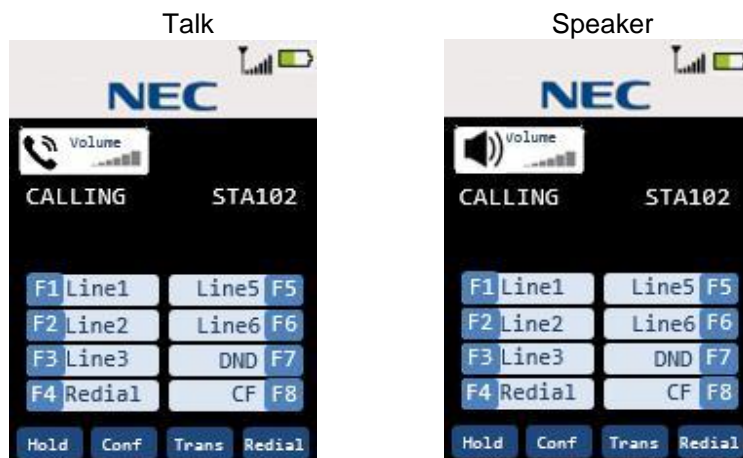 Talk
NEC
Volume
CALLING STA102
F1 Line1 Line5 F5
F2 Line2 Line6 F6
F3 Line3 DND F7
F4 Redial CF F8
Hold Conf Trans Redial
Speaker
NEC
Volume
CALLING STA102
F1 Line1 Line5 F5
F2 Line2 Line6 F6
F3 Line3 DND F7
F4 Redial CF F8
Hold Conf Trans Redial